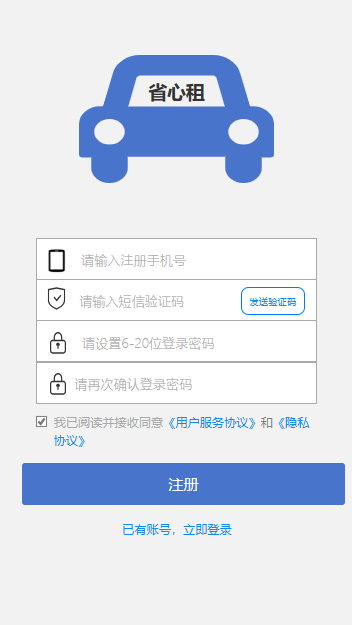 省心租
请输入注册手机号
请输入短信验证码
发送验证码
请设置6-20位登录密码
请再次确认登录密码
我已阅读并接收同意《用户服务协议》和《隐私
协议》
注册
已有账号，立即登录